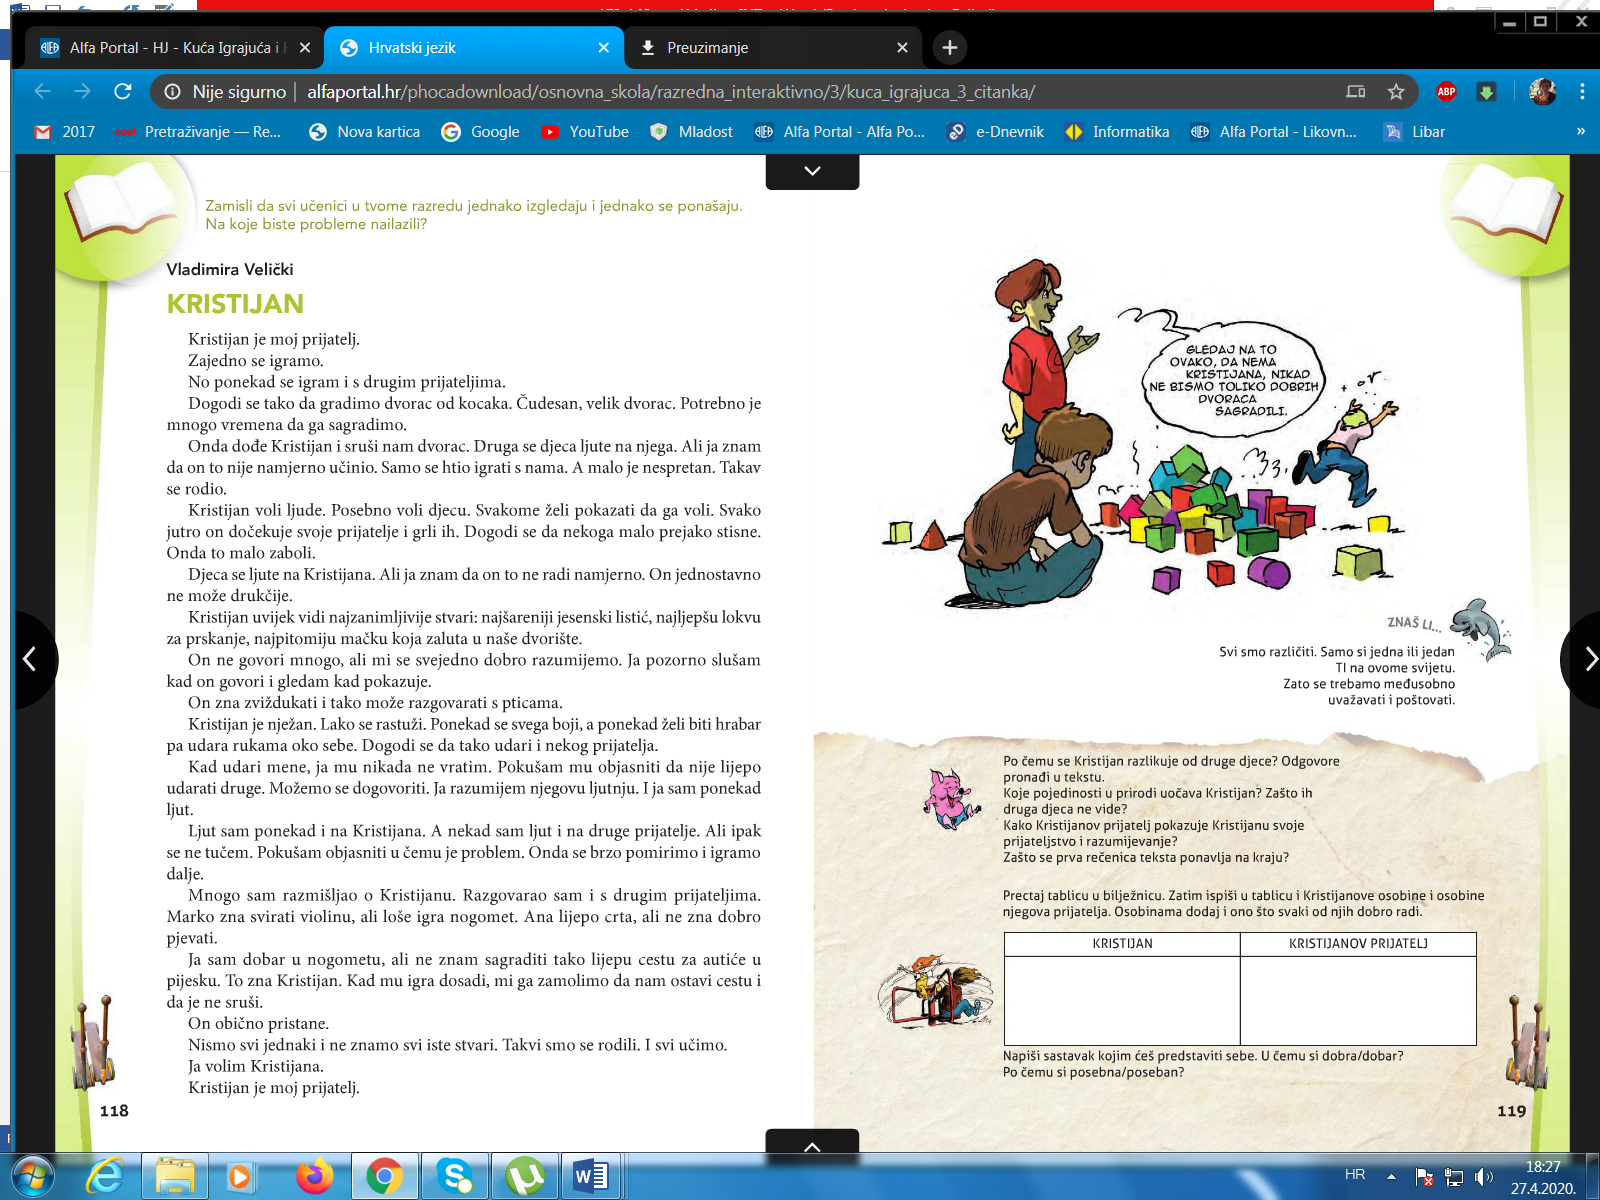 Alfa Portal - HJ - Kuća Igrajuća i H
Hrvatski jezik
Preuzimanje
Nije sigurno | alfaportal.hr/phocadownload/osnovna_skola/razredna_interaktivno/3/kuca_igrajuca_3_citanka/
ABP
2017
Pretraživanje — Re...
Nova kartica
Google
YouTube
Mladost
Alfa Portal - Alfa Po...
e-Dnevnik
Informatika
Alfa Portal - Likovn...
Libar
»
Zamisli da svi učenici u tvome razredu jednako izgledaju i jednako se ponašaju.
Na koje biste probleme nailazili?
Vladimira Velički
KRISTIJAN
Kristijan je moj prijatelj.
Zajedno se igramo.
No ponekad se igram i s drugim prijateljima.
Dogodi se tako da gradimo dvorac od kocaka. Čudesan, velik dvorac. Potrebno je
mnogo vremena da ga sagradimo.
Onda dođe Kristijan i sruši nam dvorac. Druga se djeca ljute na njega. Ali ja znam
da on to nije namjerno učinio. Samo se htio igrati s nama. A malo je nespretan. Takav
se rodio.
Kristijan voli ljude. Posebno voli djecu. Svakome želi pokazati da ga voli. Svako
jutro on dočekuje svoje prijatelje i grli ih. Dogodi se da nekoga malo prejako stisne.
Onda to malo zaboli.
Djeca se ljute na Kristijana. Ali ja znam da on to ne radi namjerno. On jednostavno
ne može drukčije.
Kristijan uvijek vidi najzanimljivije stvari: najšareniji jesenski listić, najljepšu lokvu
za prskanje, najpitomiju mačku koja zaluta u naše dvorište.
On ne govori mnogo, ali mi se svejedno dobro razumijemo. Ja pozorno slušam
kad on govori i gledam kad pokazuje.
On zna zviždukati i tako može razgovarati s pticama.
Kristijan je nježan. Lako se rastuži. Ponekad se svega boji, a ponekad želi biti hrabar
pa udara rukama oko sebe. Dogodi se da tako udari i nekog prijatelja.
Kad udari mene, ja mu nikada ne vratim. Pokušam mu objasniti da nije lijepo
udarati druge. Možemo se dogovoriti. Ja razumijem njegovu ljutnju. I ja sam ponekad
ljut.
Ljut sam ponekad i na Kristijana. A nekad sam ljut i na druge prijatelje. Ali ipak
se ne tučem. Pokušam objasniti u čemu je problem. Onda se brzo pomirimo i igramo
dalje.
Mnogo sam razmišljao o Kristijanu. Razgovarao sam i s drugim prijateljima.
Marko zna svirati violinu, ali loše igra nogomet. Ana lijepo crta, ali ne zna dobro
pjevati.
Ja sam dobar u nogometu, ali ne znam sagraditi tako lijepu cestu za autiće u
pijesku. To zna Kristijan. Kad mu igra dosadi, mi ga zamolimo da nam ostavi cestu i
da je ne sruši.
On obično pristane.
Nismo svi jednaki i ne znamo svi iste stvari. Takvi smo se rodili. I svi učimo.
Ja volim Kristijana.
Kristijan je moj prijatelj.
118
GLEDAJ NA TO
OVAKO, DA NEMA
KRISTIJANA, NIKAD
NE BISMO TOLIKO DOBRIH
DVORACA
SAGRADILI.
ZNAŠ LI...
Svi smo različiti. Samo si jedna ili jedan
TI na ovome svijetu.
Zato se trebamo međusobno
uvažavati i poštovati.
Po čemu se Kristijan razlikuje od druge djece? Odgovore
pronađi u tekstu.
Koje pojedinosti u prirodi uočava Kristijan? Zašto ih
druga djeca ne vide?
Kako Kristijanov prijatelj pokazuje Kristijanu svoje
prijateljstvo i razumijevanje?
Zašto se prva rečenica teksta ponavlja na kraju?
Prectaj tablicu u bilježnicu. Zatim ispiši u tablicu i Kristijanove osobine i osobine
njegova prijatelja. Osobinama dodaj i ono što svaki od njih dobro radi.
KRISTIJAN
KRISTIJANOV PRIJATELJ
Napiši sastavak kojim ćeš predstaviti sebe. U čemu si dobra/dobar?
Po čemu si posebna/poseban?
119
HR
18:27
27.4.2020.